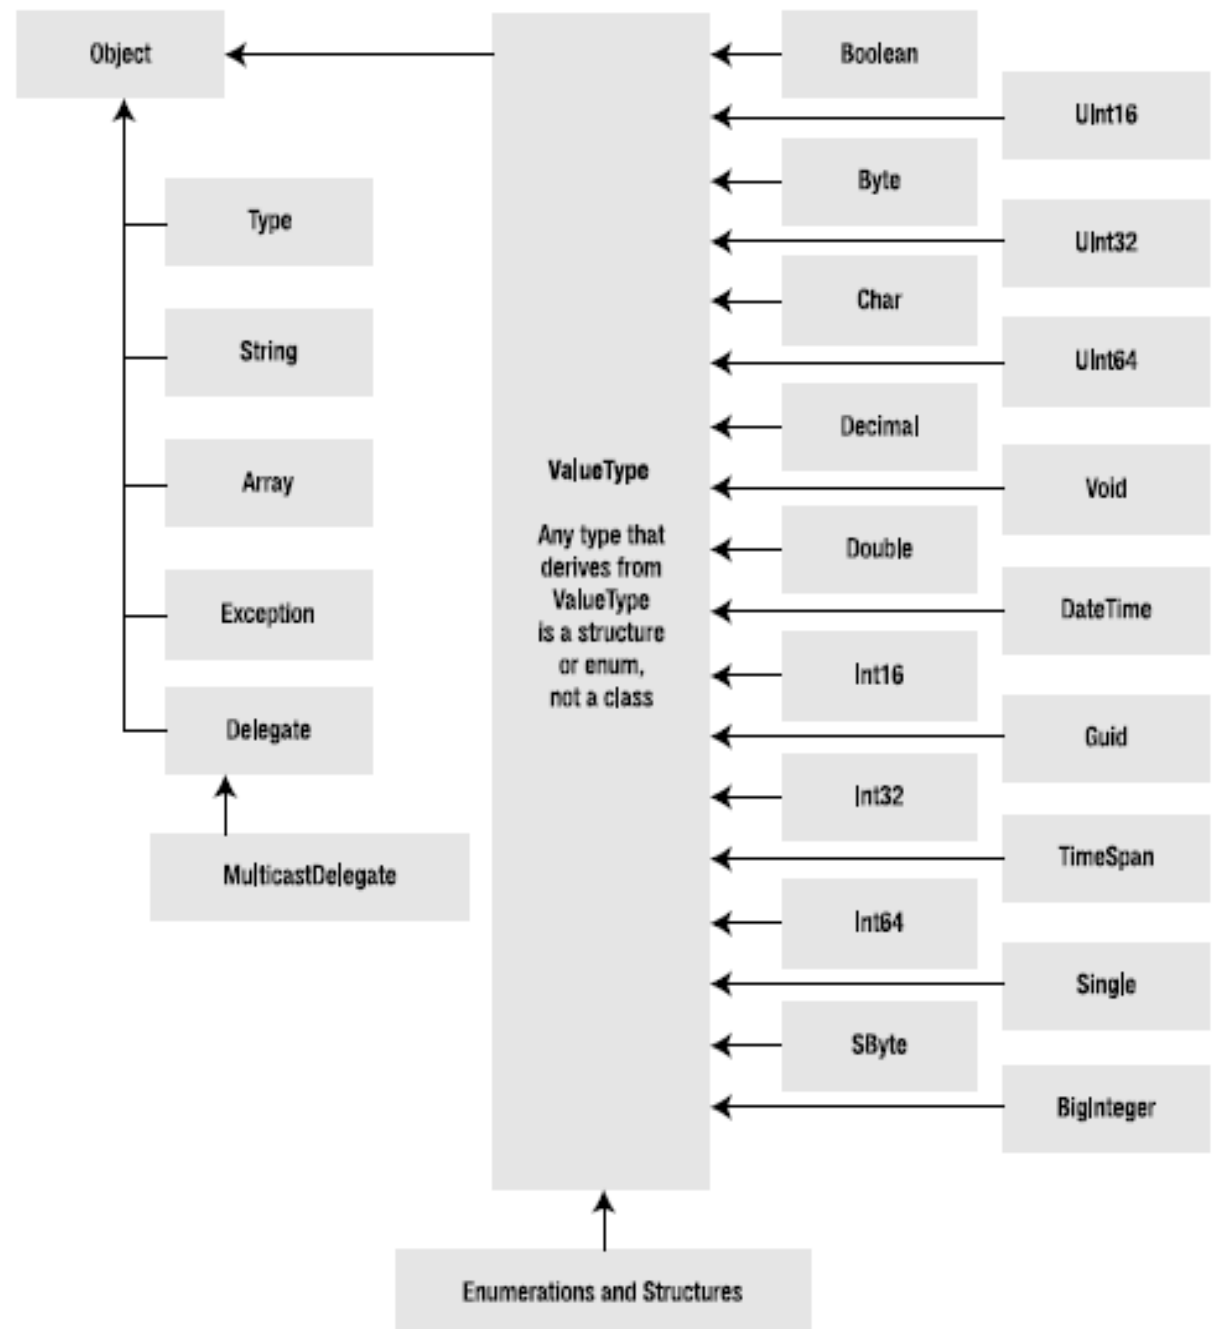 Object
Boolean
UInt16
Byte
Type
UInt32
Char
String
UInt64
Decimal
ValueType
Array
Void
Any type that
derives from
ValueType
is a structure
or enum,
not a class
Double
Exception
DateTime
Int16
Delegate
Guid
Int32
TimeSpan
MulticastDelegate
Int64
Single
SByte
BigInteger
Enumerations and Structures